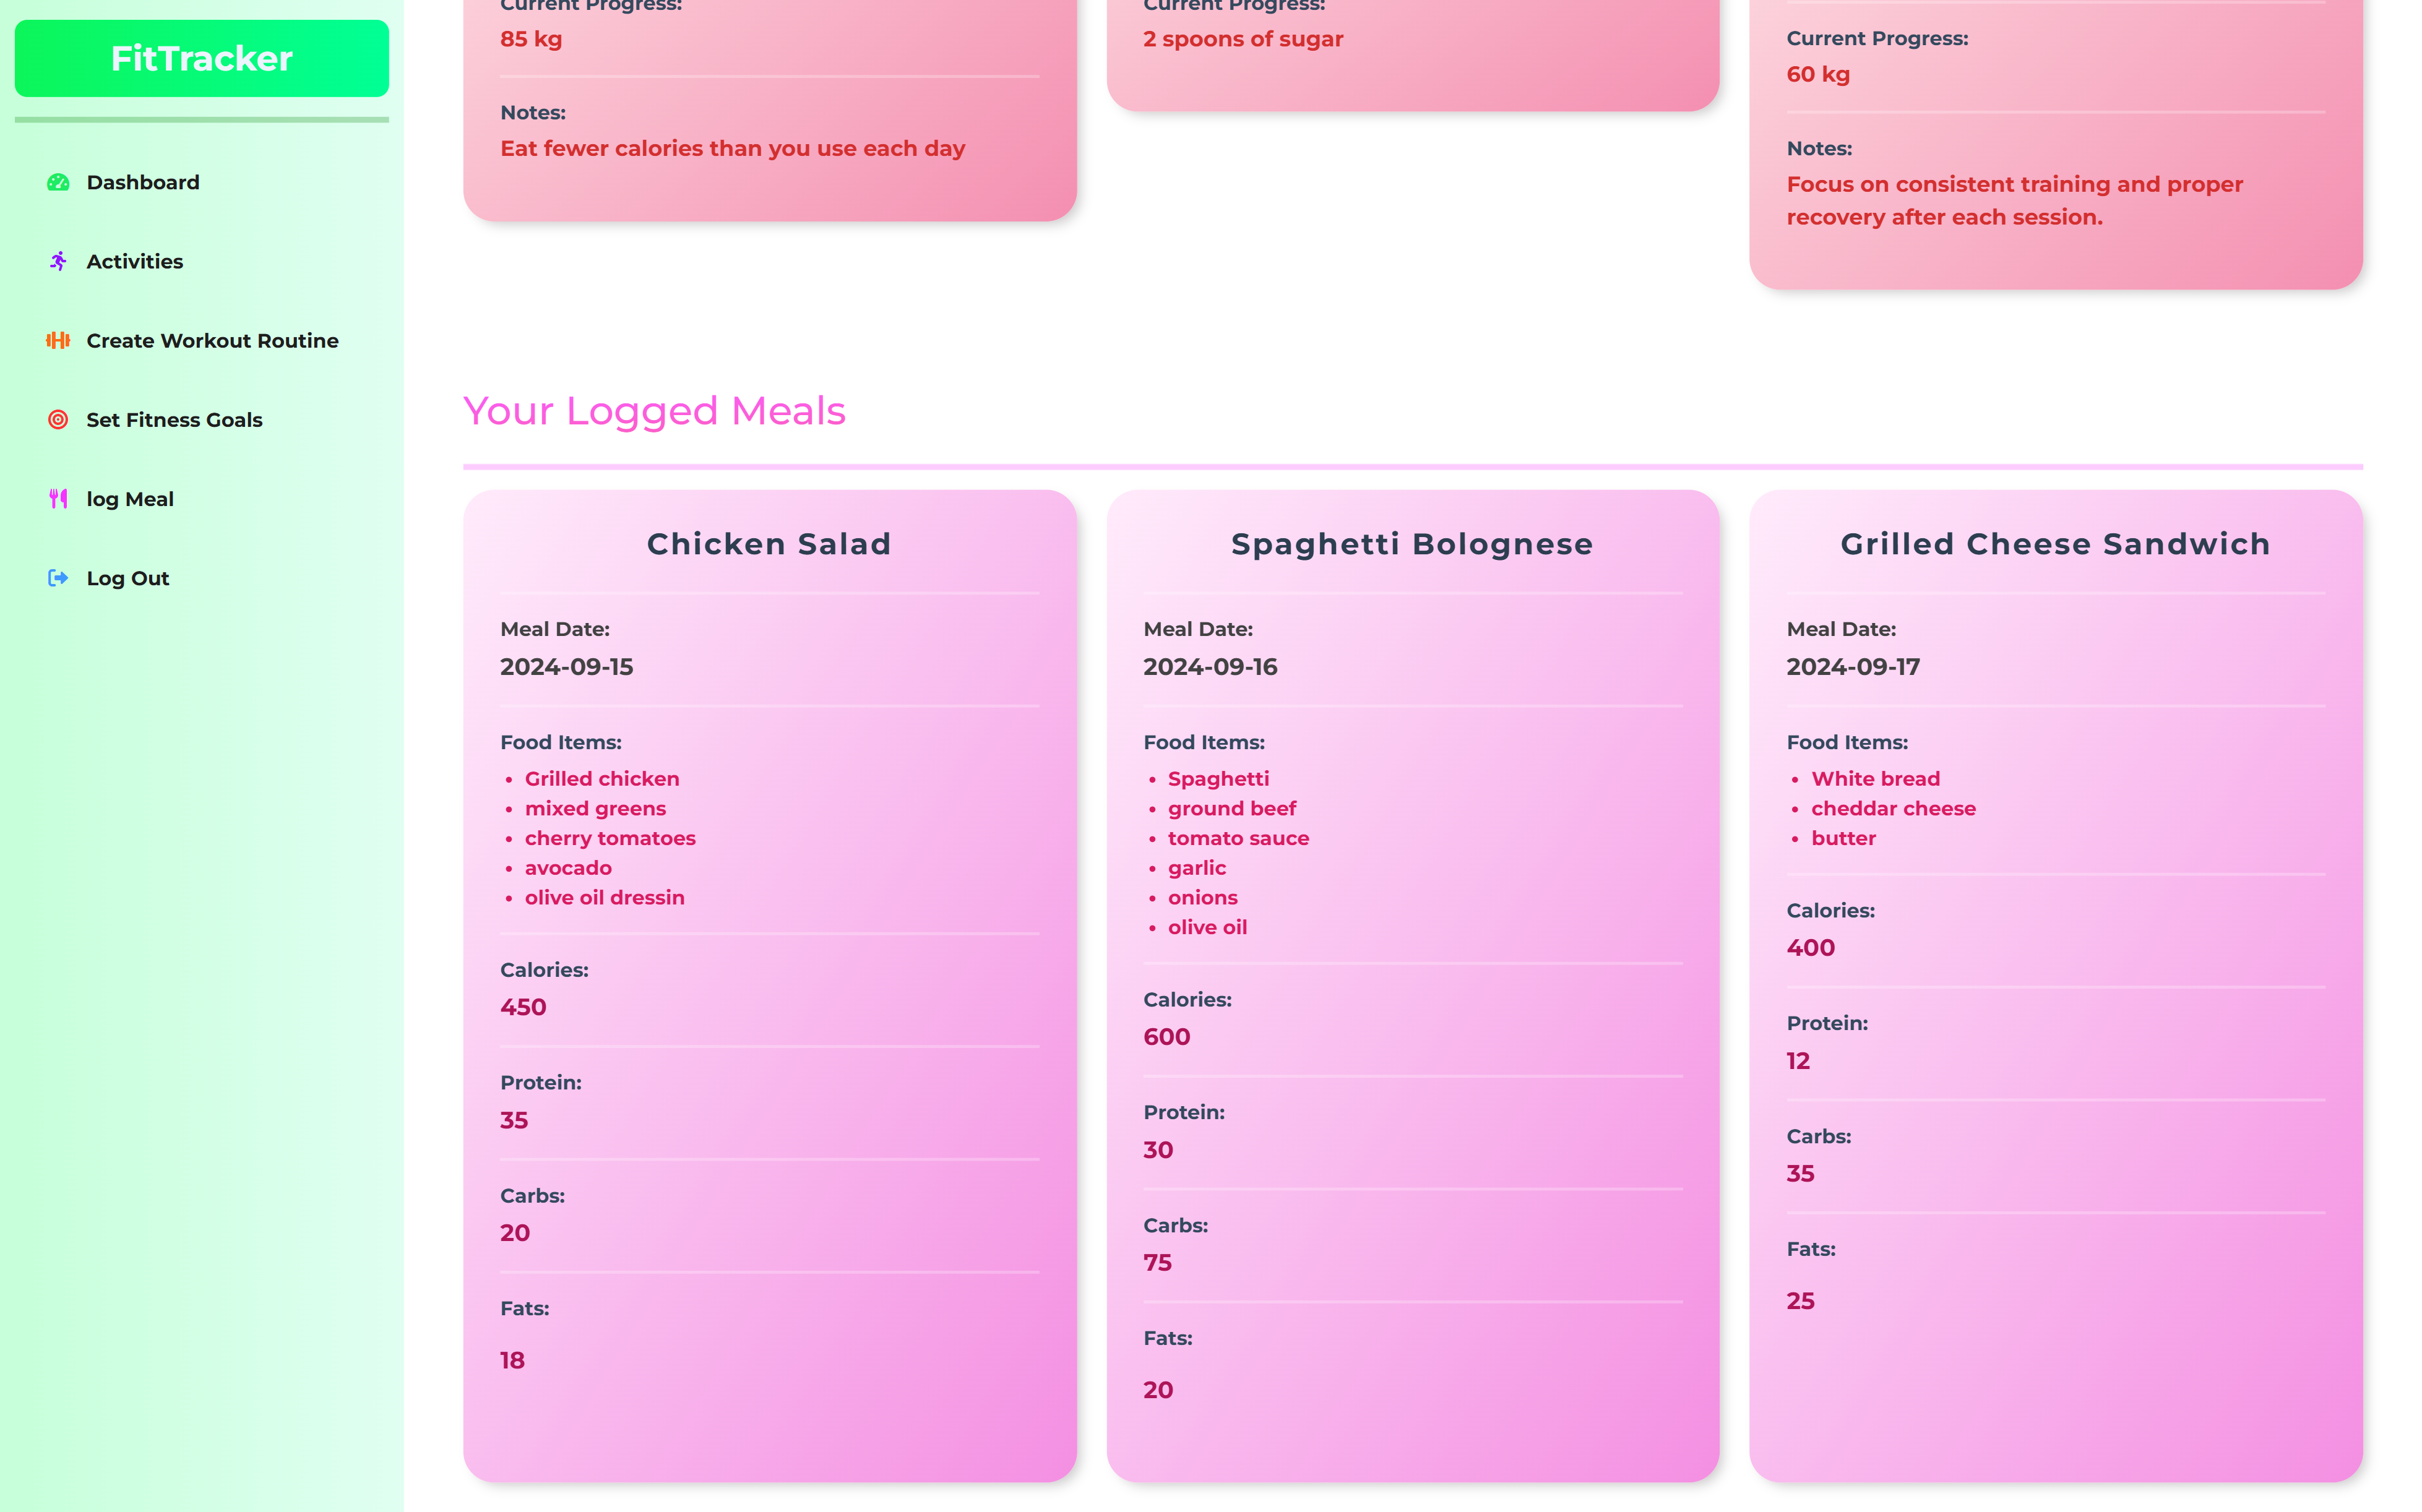 FitTracker
Dashboard
Activities
Create Workout Routine
Set Fitness Goals
log Meal
Log Out
Current Progress:
85 kg
Notes:
Eat fewer calories than you use each day
Current Progress:
2 spoons of sugar
Current Progress:
60 kg
Notes:
Focus on consistent training and proper
recovery after each session.
Your Logged Meals
Chicken Salad
Meal Date:
2024-09-15
Food Items:
• Grilled chicken
• mixed greens
• cherry tomatoes
• avocado
• olive oil dressin
Calories:
450
Protein:
35
Carbs:
20
Fats:
18
Spaghetti Bolognese
Meal Date:
2024-09-16
Food Items:
• Spaghetti
• ground beef
• tomato sauce
• garlic
• onions
• olive oil
Calories:
600
Protein:
30
Carbs:
75
Fats:
20
Grilled Cheese Sandwich
Meal Date:
2024-09-17
Food Items:
• White bread
• cheddar cheese
• butter
Calories:
400
Protein:
12
Carbs:
35
Fats:
25